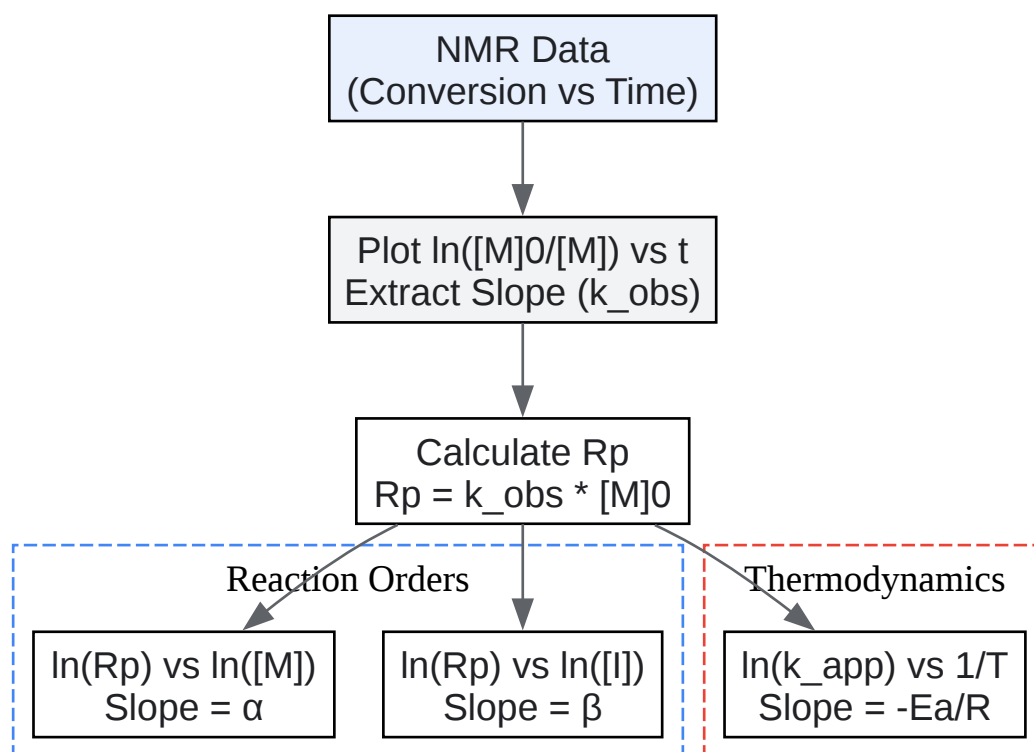 NMR Data
(Conversion vs Time)
Plot ln([M]0/[M]) vs t
Extract Slope (k_obs)
Calculate Rp
Rp = k_obs * [M]0
Reaction Orders
Thermodynamics
ln(Rp) vs ln([M])
Slope = α
ln(Rp) vs ln([I])
Slope = β
ln(k_app) vs 1/T
Slope = -Ea/R